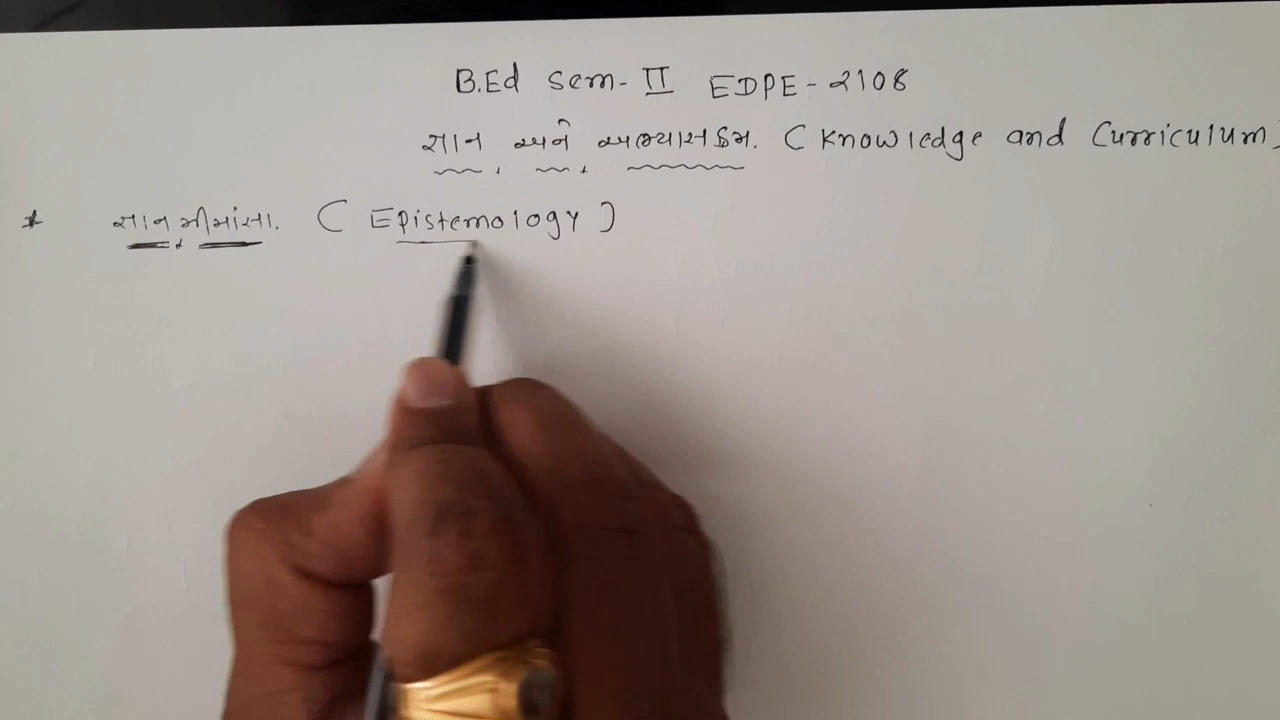 B.Ed Sem-II EDPE-2108
જ્ઞાન અને અભ્યાસક્રમ. (Knowledge and Curriculum)
* જ્ઞાનમીમાંસા. (Epistemology)